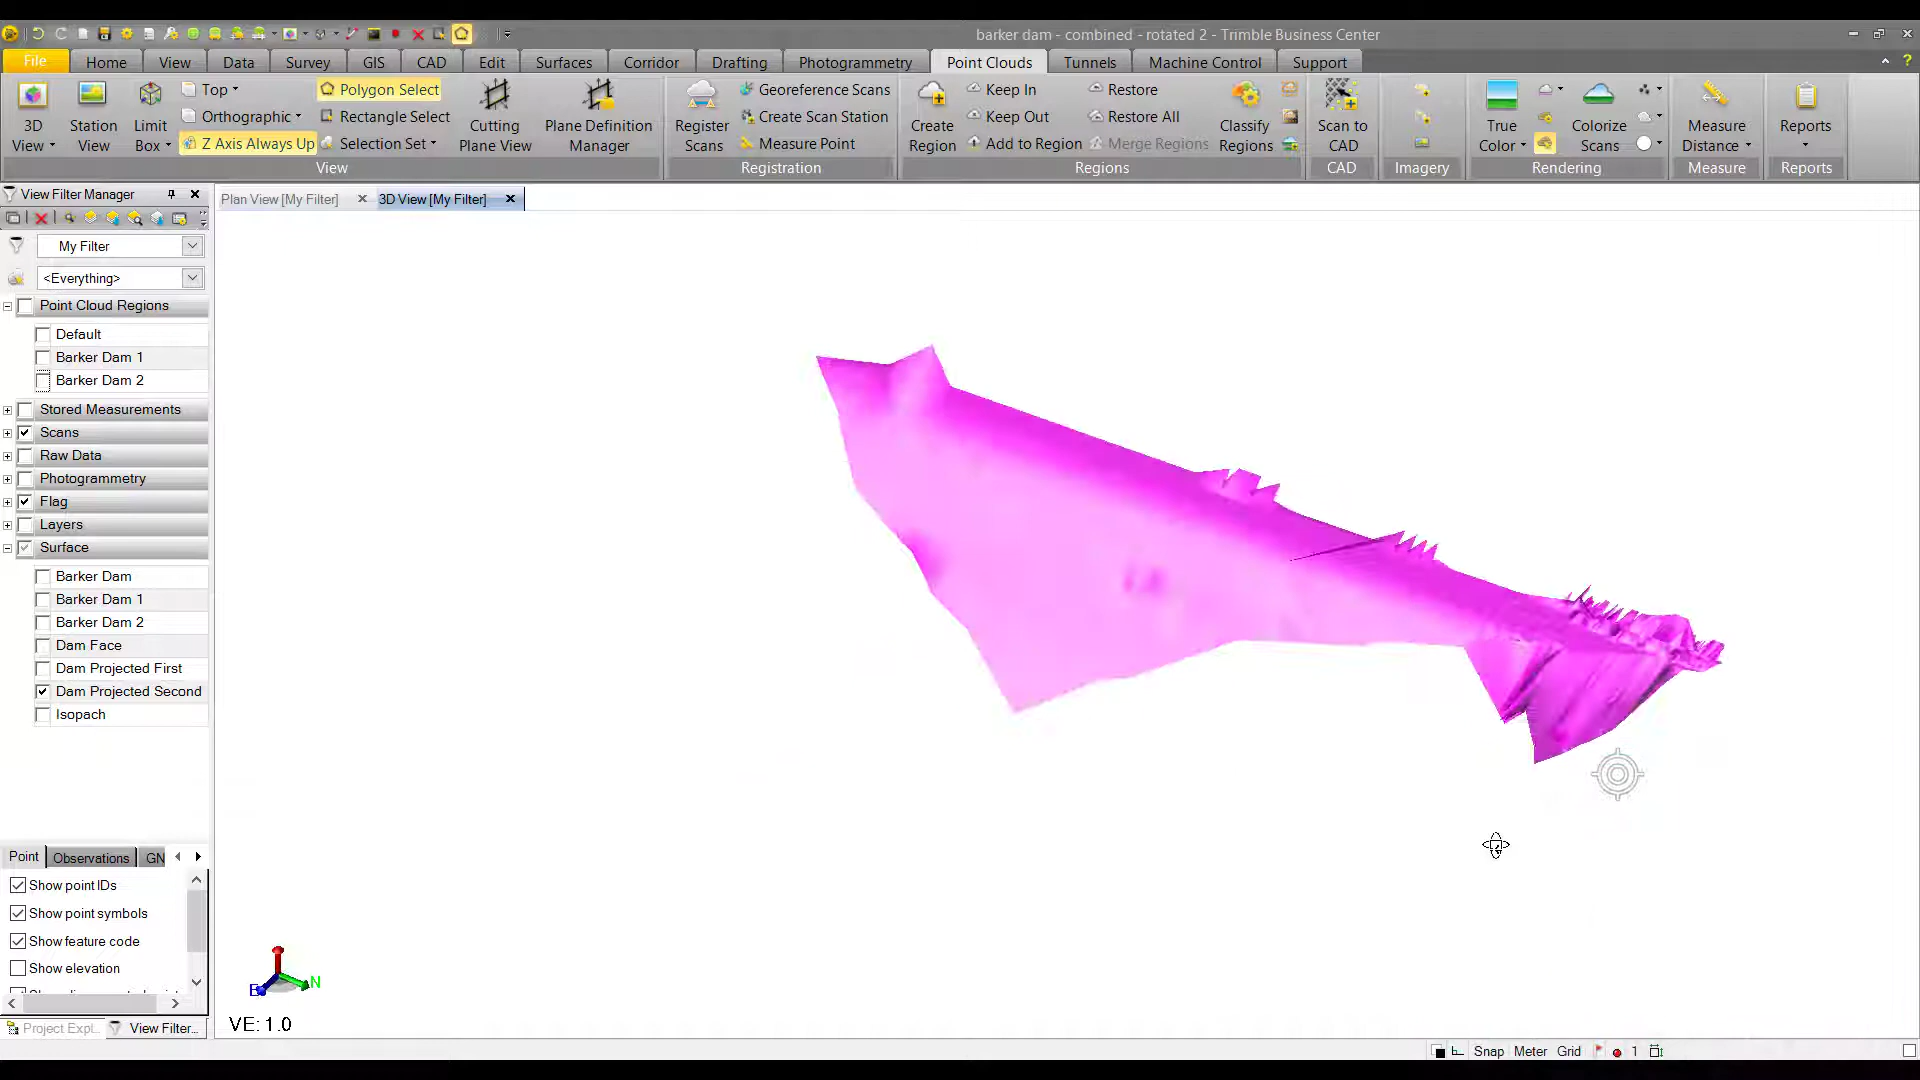 barker dam - combined - rotated 2 - Trimble Business Center
File Home View Data Survey GIS CAD Edit Surfaces Corridor Drafting Photogrammetry Point Clouds Tunnels Machine Control Support
3D View
Station View
Limit Box
Top
Orthographic
Z Axis Always Up
Polygon Select
Rectangle Select
Selection Set
Cutting Plane View
Plane Definition Manager
View
Register Scans
Georeference Scans
Create Scan Station
Measure Point
Registration
Create Region
Keep In
Keep Out
Add to Region
Restore
Restore All
Merge Regions
Classify Regions
Regions
Scan to CAD
CAD
Imagery
True Color
Colorize Scans
Rendering
Measure Distance
Measure
Reports
Reports
View Filter Manager
Plan View [My Filter]
3D View [My Filter]
My Filter
<Everything>
Point Cloud Regions
Default
Barker Dam 1
Barker Dam 2
Stored Measurements
Scans
Raw Data
Photogrammetry
Flag
Layers
Surface
Barker Dam
Barker Dam 1
Barker Dam 2
Dam Face
Dam Projected First
Dam Projected Second
Isopach
Point Observations GN
Show point IDs
Show point symbols
Show feature code
Show elevation
Project Expl... View Filter...
E N
VE: 1.0
Snap Meter Grid 1